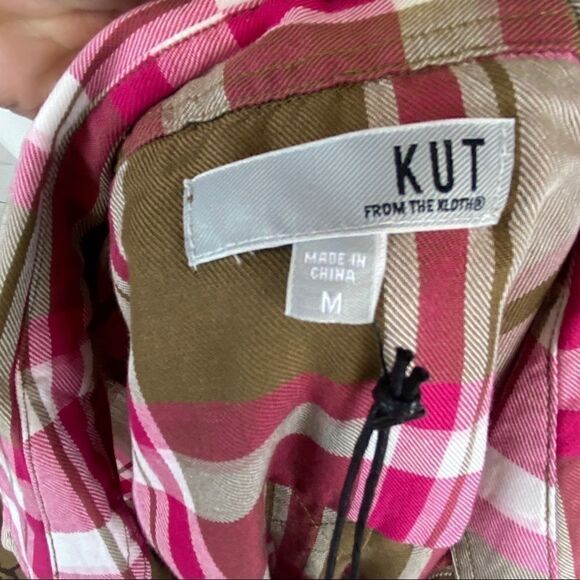 KUT
FROM THE KLOTH®
MADE IN
CHINA
M